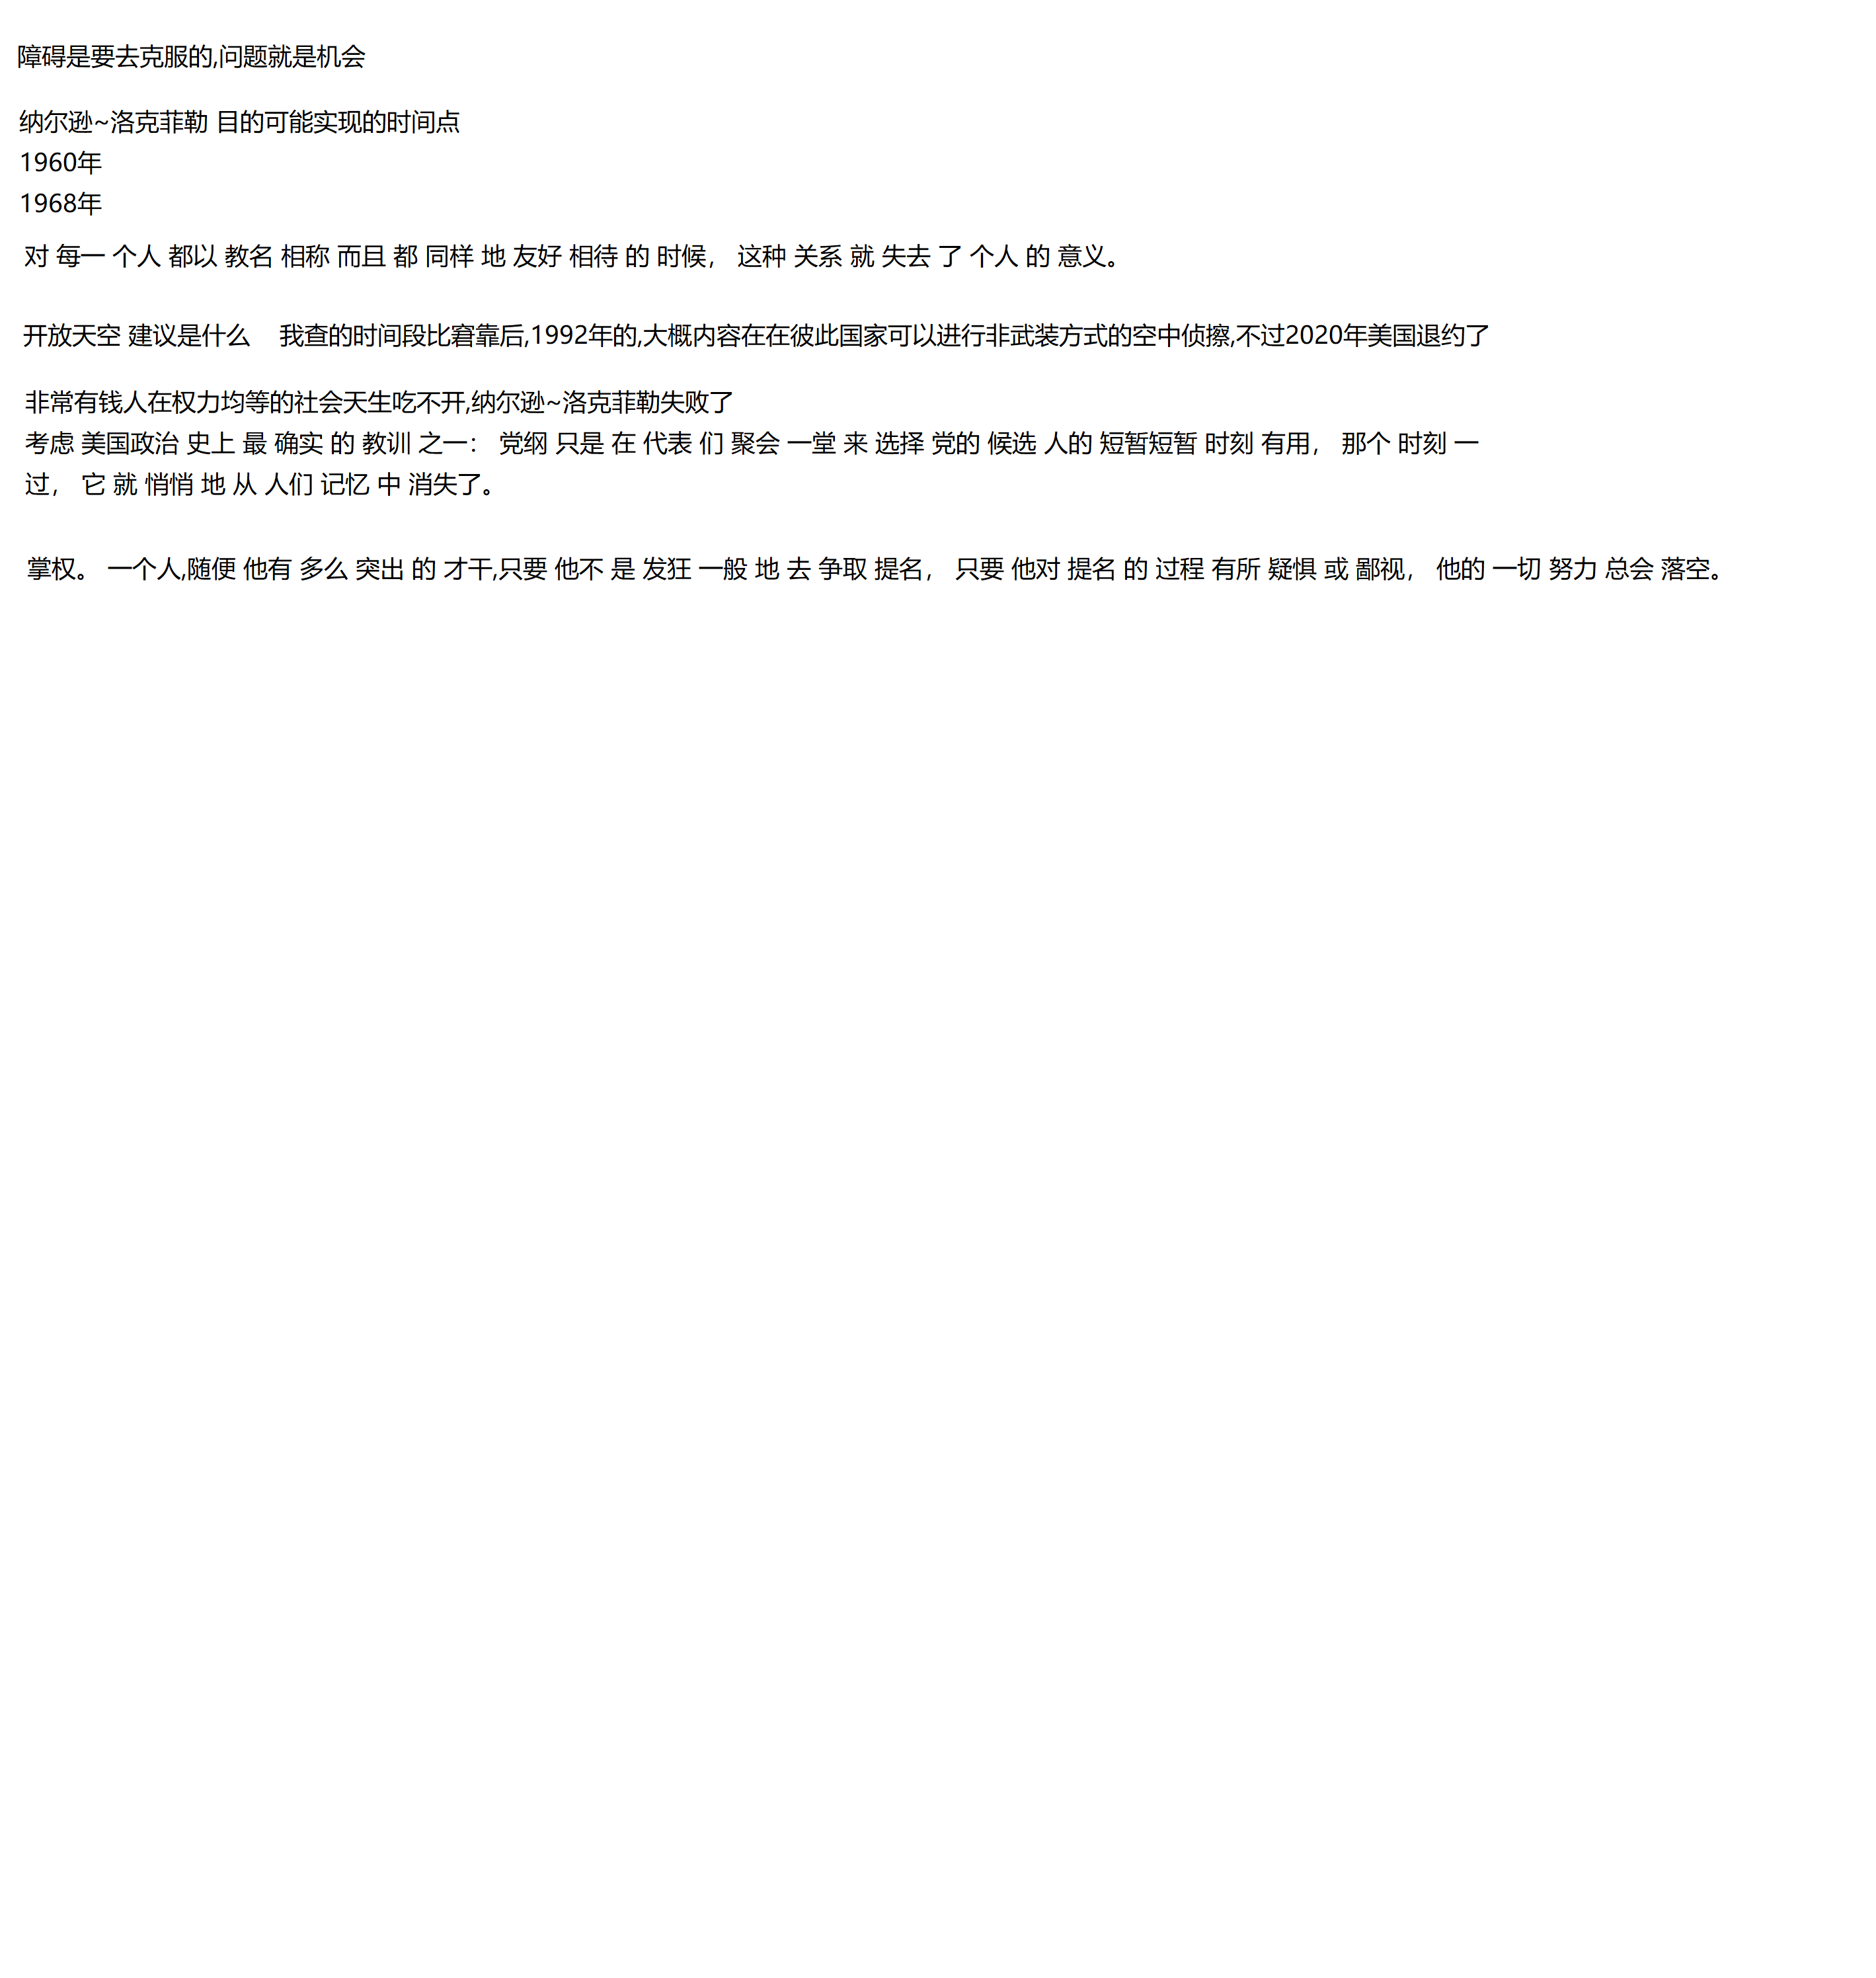 障碍是要去克服的,问题就是机会
纳尔逊~洛克菲勒 目的可能实现的时间点
1960年
1968年
对 每一 个人 都以 教名 相称 而且 都 同样 地 友好 相待 的 时候， 这种 关系 就 失去 了 个人 的 意义。
开放天空 建议是什么    我查的时间段比窘靠后,1992年的,大概内容在在彼此国家可以进行非武装方式的空中侦擦,不过2020年美国退约了
非常有钱人在权力均等的社会天生吃不开,纳尔逊~洛克菲勒失败了
考虑 美国政治 史上 最 确实 的 教训 之一： 党纲 只是 在 代表 们 聚会 一堂 来 选择 党的 候选 人的 短暂短暂 时刻 有用， 那个 时刻 一
过， 它 就 悄悄 地 从 人们 记忆 中 消失了。
掌权。 一个人,随便 他有 多么 突出 的 才干,只要 他不 是 发狂 一般 地 去 争取 提名， 只要 他对 提名 的 过程 有所 疑惧 或 鄙视， 他的 一切 努力 总会 落空。